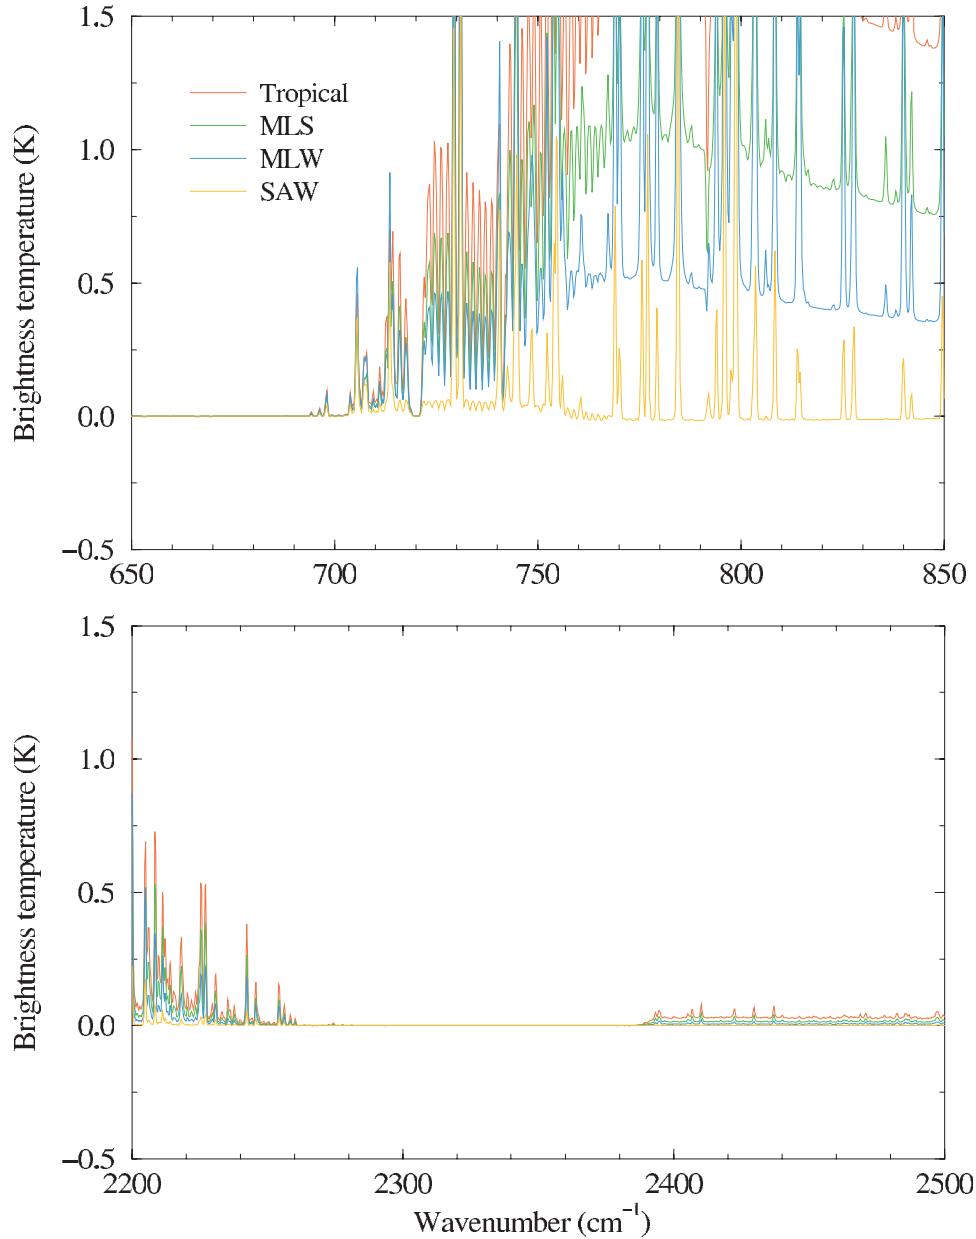 1.5
1.0
0.5
0.0
−0.5
Brightness temperature (K)
Tropical
MLS
MLW
SAW
650
700
750
800
850
1.5
1.0
0.5
0.0
−0.5
Brightness temperature (K)
2200
2300
2400
2500
Wavenumber (cm⁻¹)